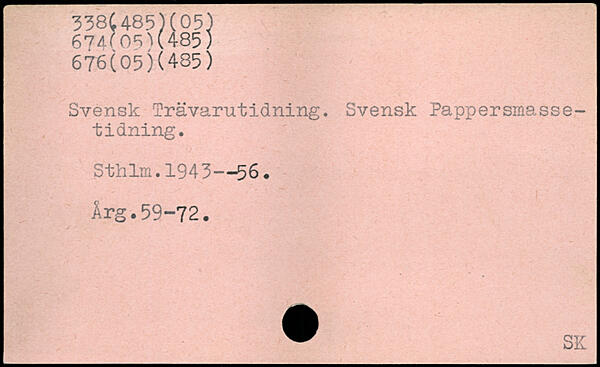 338(485)(05)
674(05)(485)
676(05)(485)
Svensk Trävarutidning. Svensk Pappersmasse-
tidning.
Sthlm.1943--56.
Årg.59-72.
SK